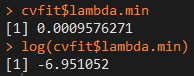 > cvfit$lambda.min
[1] 0.0009576271
> log(cvfit$lambda.min)
[1] -6.951052